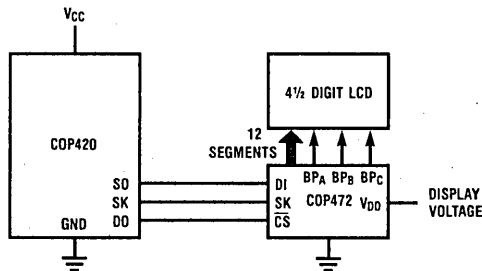 VCC
4½ DIGIT LCD
COP420
12
SEGMENTS
SO
SK
GND DO
DI BPA BPB BPC
COP472
SK VDD
CS
DISPLAY
VOLTAGE